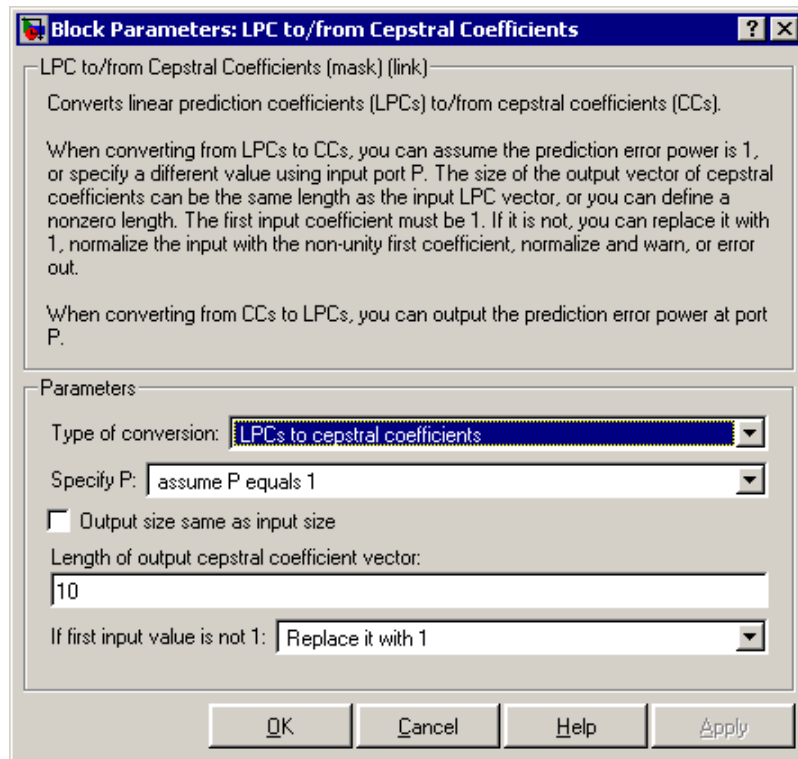 Block Parameters: LPC to/from Cepstral Coefficients
LPC to/from Cepstral Coefficients (mask) (link)
Converts linear prediction coefficients (LPCs) to/from cepstral coefficients (CCs).
When converting from LPCs to CCs, you can assume the prediction error power is 1,
or specify a different value using input port P. The size of the output vector of cepstral
coefficients can be the same length as the input LPC vector, or you can define a
nonzero length. The first input coefficient must be 1. If it is not, you can replace it with
1, normalize the input with the non-unity first coefficient, normalize and warn, or error
out.
When converting from CCs to LPCs, you can output the prediction error power at port
P.
Parameters
Type of conversion: LPCs to cepstral coefficients
Specify P: assume P equals 1
Output size same as input size
Length of output cepstral coefficient vector:
10
If first input value is not 1: Replace it with 1
OK Cancel Help Apply